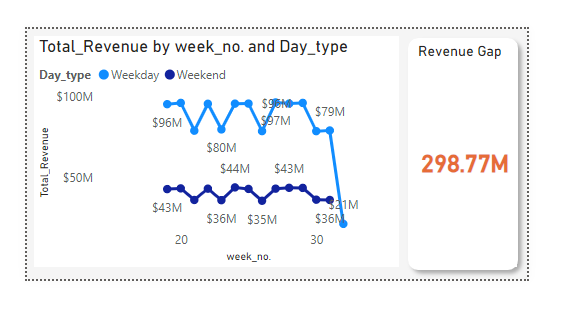 Total_Revenue by week_no. and Day_type
Revenue Gap
Day_type Weekday Weekend
$100M
$96M
$97M
$79M
$96M
$80M
Total_Revenue
$50M
$44M
$43M
298.77M
$43M
$36M
$35M
$36M
$21M
20
30
week_no.